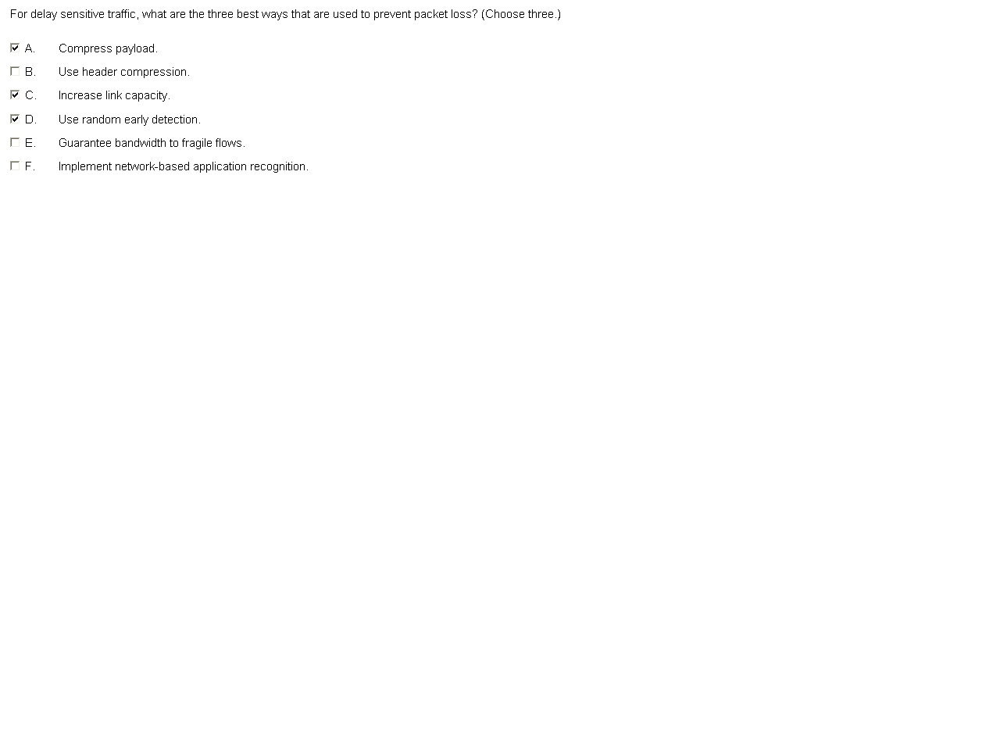 For delay sensitive traffic, what are the three best ways that are used to prevent packet loss? (Choose three.)
A. Compress payload.
B. Use header compression.
C. Increase link capacity.
D. Use random early detection.
E. Guarantee bandwidth to fragile flows.
F. Implement network-based application recognition.